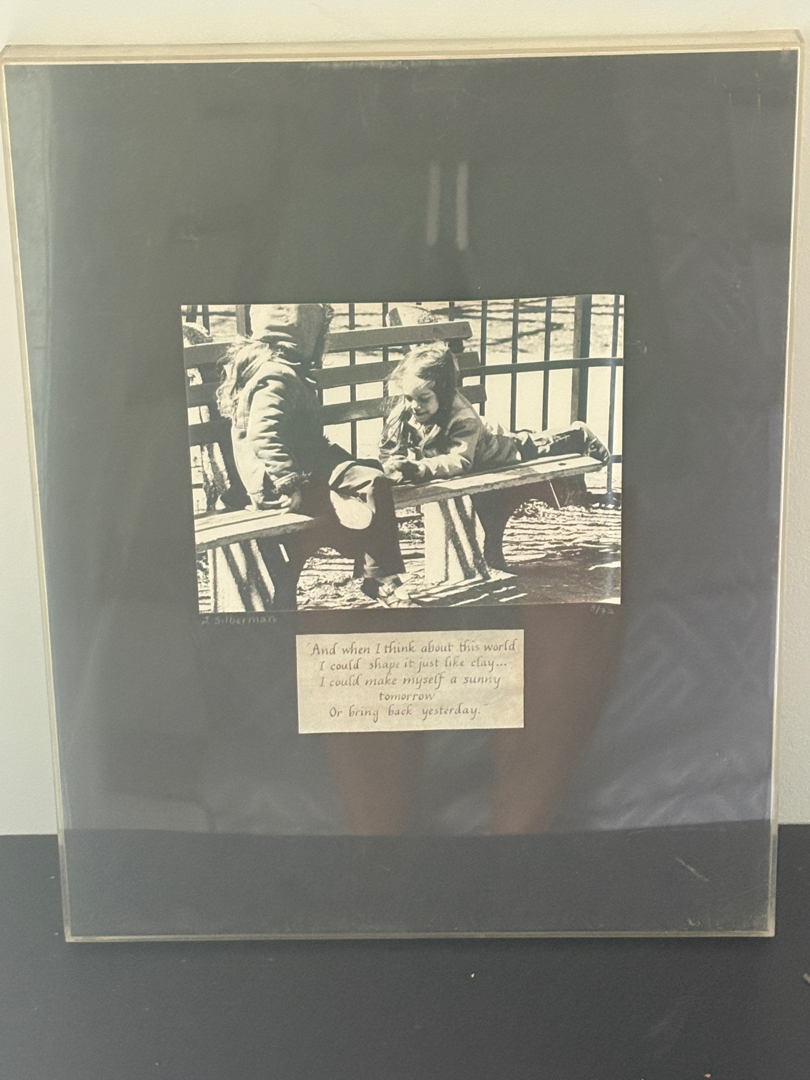 J Silberman
"And when I think about this world
I could shape it just like clay...
I could make myself a sunny
tomorrow
Or bring back yesterday."